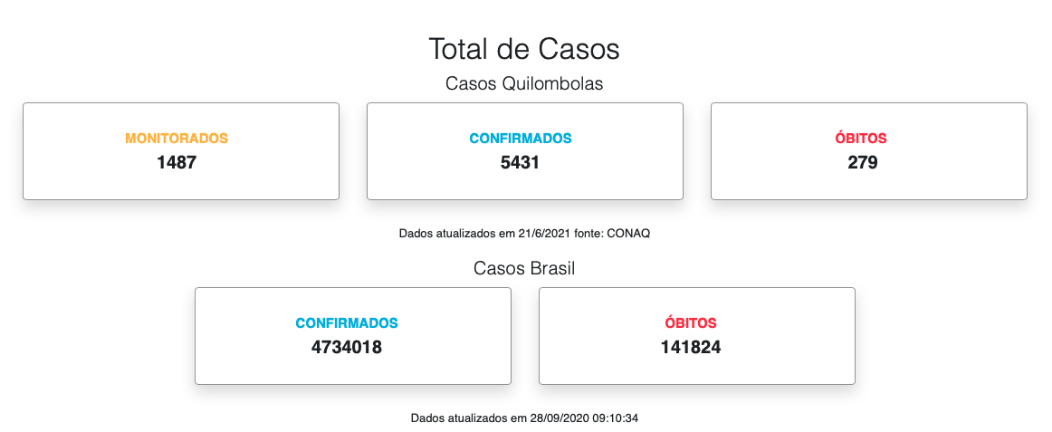 Total de Casos
Casos Quilombolas
MONITORADOS
1487
CONFIRMADOS
5431
ÓBITOS
279
Dados atualizados em 21/6/2021 fonte: CONAQ
Casos Brasil
CONFIRMADOS
4734018
ÓBITOS
141824
Dados atualizados em 28/09/2020 09:10:34